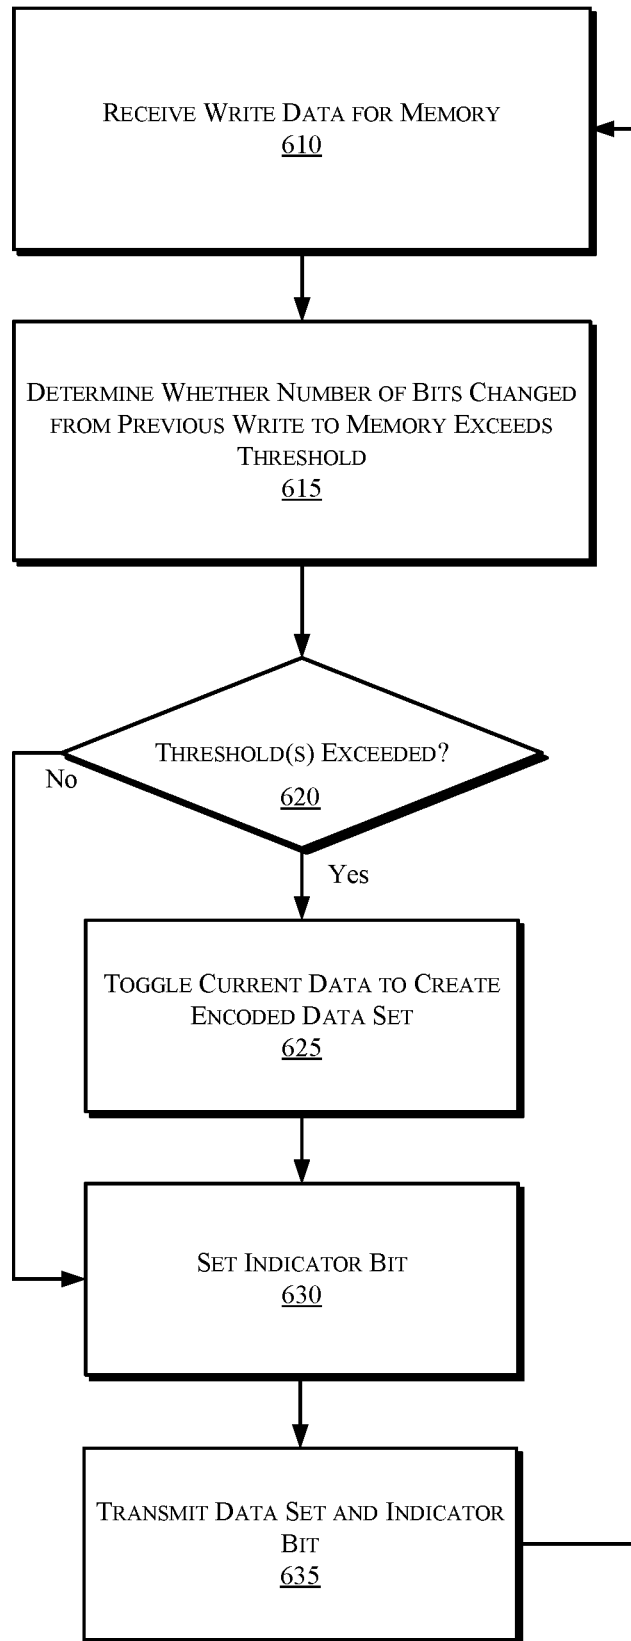 RECEIVE WRITE DATA FOR MEMORY
610
DETERMINE WHETHER NUMBER OF BITS CHANGED
FROM PREVIOUS WRITE TO MEMORY EXCEEDS
THRESHOLD
615
THRESHOLD(S) EXCEEDED?
No
620
Yes
TOGGLE CURRENT DATA TO CREATE
ENCODED DATA SET
625
SET INDICATOR BIT
630
TRANSMIT DATA SET AND INDICATOR
BIT
635